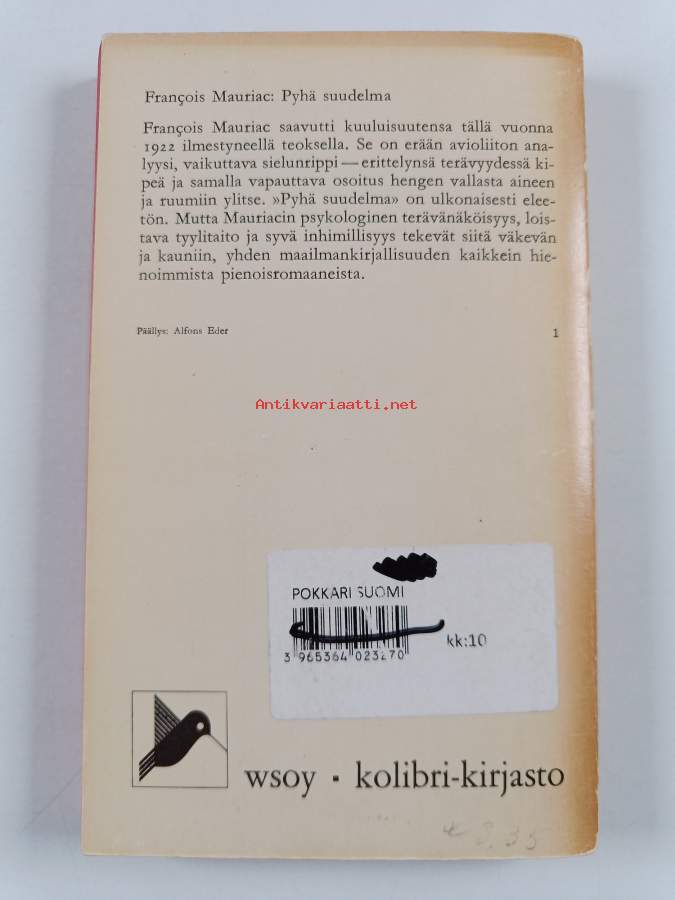 François Mauriac: Pyhä suudelma
François Mauriac saavutti kuuluisuutensa tällä vuonna
1922 ilmestyneellä teoksella. Se on erään avioliiton ana-
lyysi, vaikuttava sielunrippi — erittelynsä terävyydessä ki-
peä ja samalla vapauttava osoitus hengen vallasta aineen
ja ruumiin ylitse. »Pyhä suudelma» on ulkonaisesti elee-
tön. Mutta Mauriacin psykologinen terävänäköisyys, lois-
tava tyylitaito ja syvä inhimillisyys tekevät siitä väkevän
ja kauniin, yhden maailmankirjallisuuden kaikkein hie-
noimmista pienoisromaaneista.
Päällys: Alfons Eder 1
Antikvariaatti.net
POKKARI SUOMI
kk:10
3 965364 023270
wsoy · kolibri-kirjasto